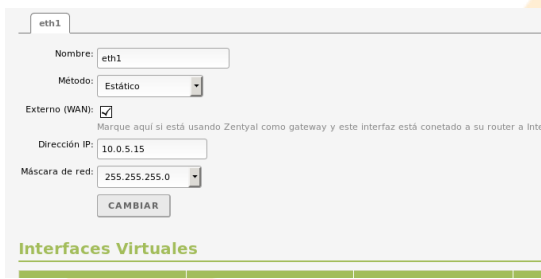 eth1
Nombre: eth1
Método: Estático
Externo (WAN):
Marque aquí si está usando Zentyal como gateway y este interfaz está conetado a su router a
Dirección IP: 10.0.5.15
Máscara de red: 255.255.255.0
CAMBIAR
Interfaces Virtuales